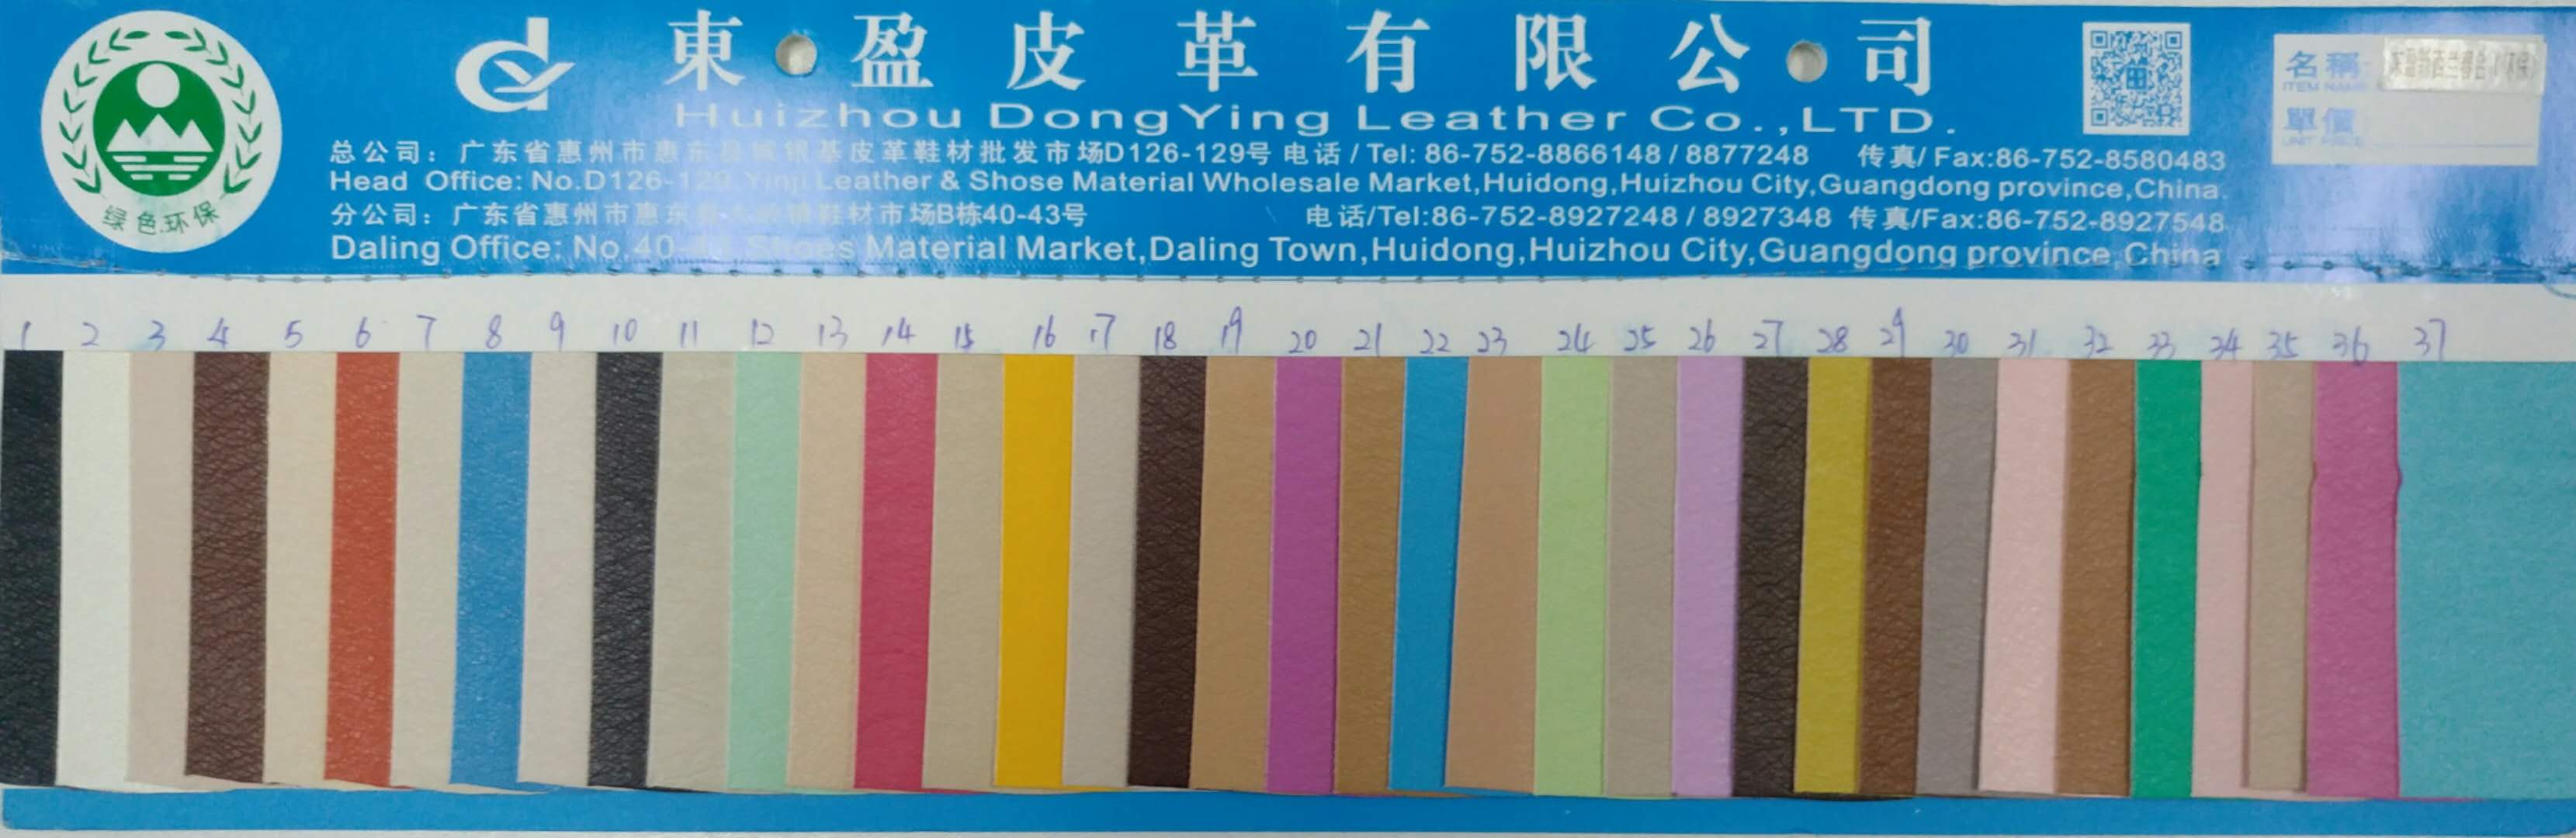 東盈皮革有限公司
Huizhou DongYing Leather Co.,LTD.
绿色环保
总公司：广东省惠州市惠东县城银基皮革鞋材批发市场D126-129号 电话/Tel: 86-752-8866148/8877248 传真/Fax:86-752-8580483
Head Office: No.D126-129,Yinji Leather & Shose Material Wholesale Market,Huidong,Huizhou City,Guangdong province,China.
分公司：广东省惠州市惠东 鞋材市场B栋40-43号 电话/Tel:86-752-8927248/8927348 传真/Fax:86-752-8927548
Daling Office: No.40-43, Shoes Material Market,Daling Town,Huidong,Huizhou City,Guangdong province,China
名稱
ITEM NAME
單價
UNIT PRICE
1 2 3 4 5 6 7 8 9 10 11 12 13 14 15 16 17 18 19 20 21 22 23 24 25 26 27 28 29 30 31 32 33 34 35 36 37